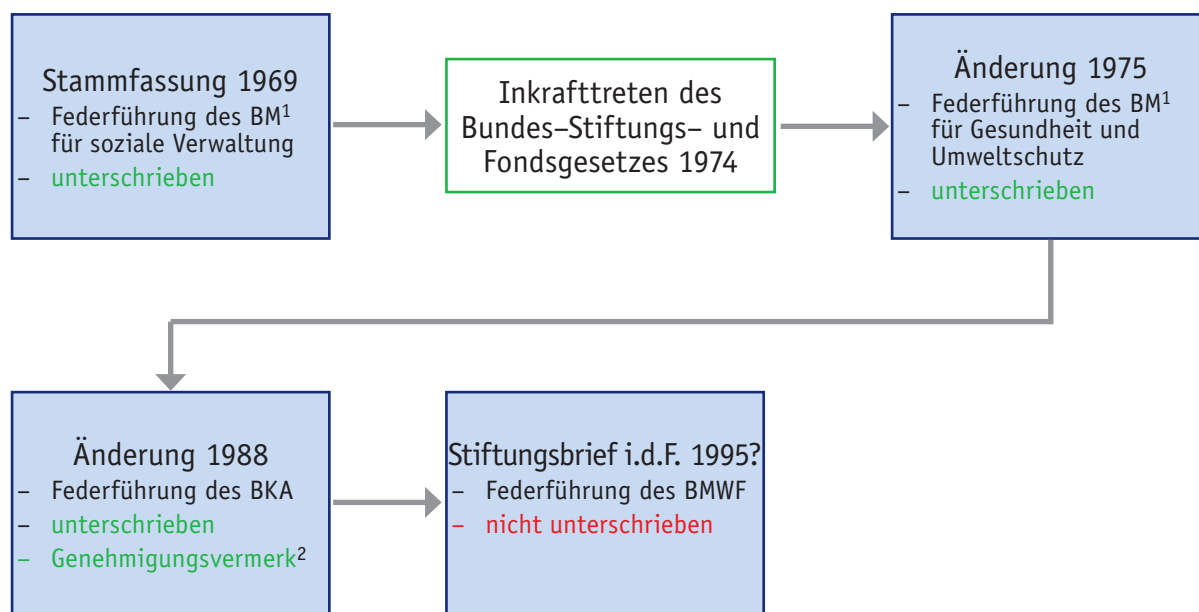 Stammfassung 1969
– Federführung des BM¹
für soziale Verwaltung
– unterschrieben
Inkrafttreten des
Bundes–Stiftungs– und
Fondsgesetzes 1974
Änderung 1975
– Federführung des BM¹
für Gesundheit und
Umweltschutz
– unterschrieben
Änderung 1988
– Federführung des BKA
– unterschrieben
– Genehmigungsvermerk²
Stiftungsbrief i.d.F. 1995?
– Federführung des BMWF
– nicht unterschrieben